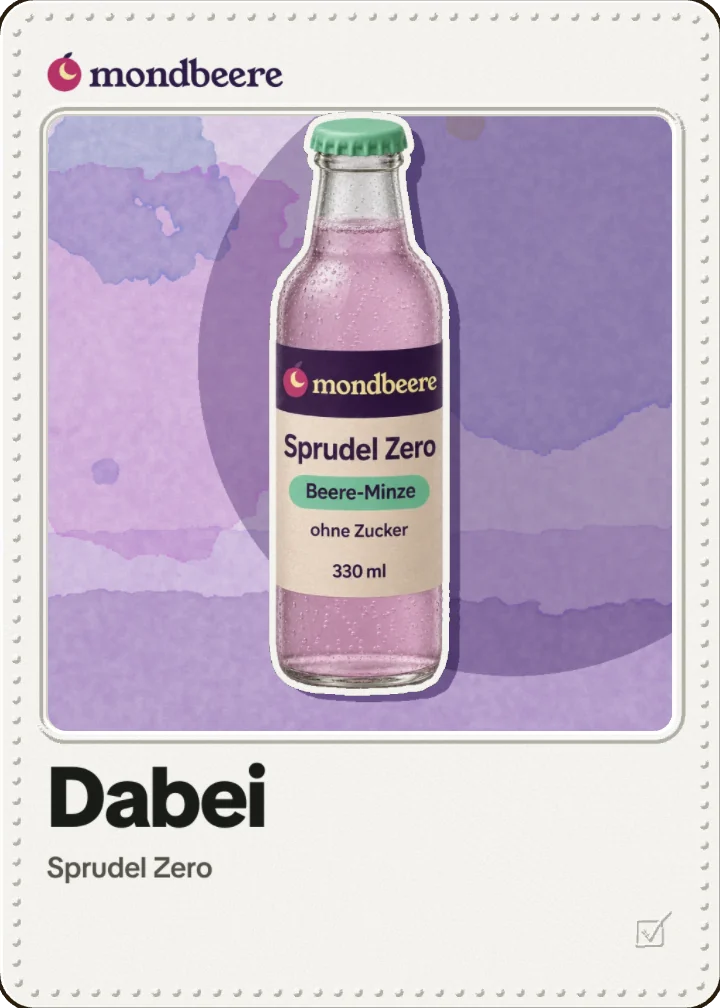 mondbeere
mondbeere
Sprudel Zero
Beere-Minze
ohne Zucker
330 ml
Dabei
Sprudel Zero